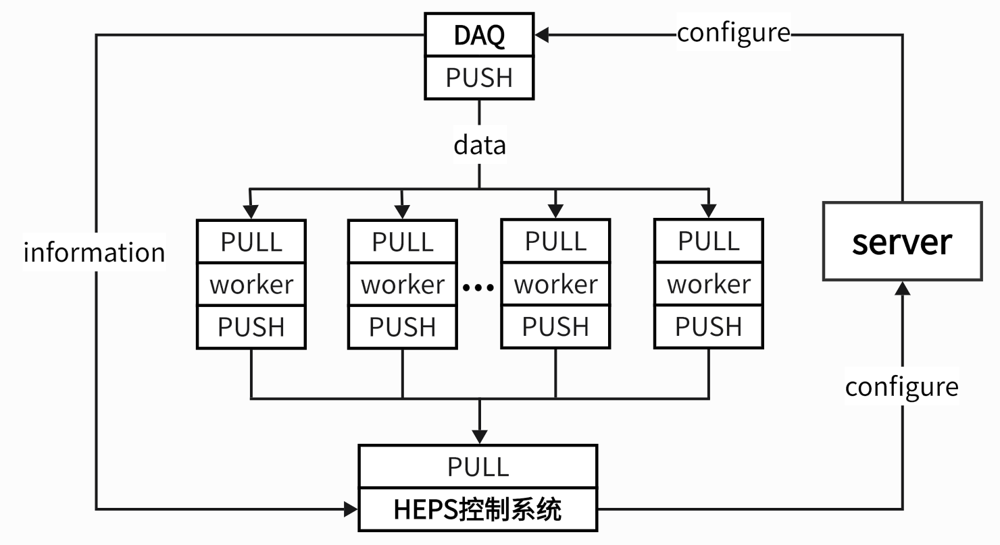 DAQ
configure
PUSH
data
information
PULL
worker
PUSH
PULL
worker
PUSH
...
PULL
worker
PUSH
PULL
worker
PUSH
server
configure
PULL
HEPS控制系统